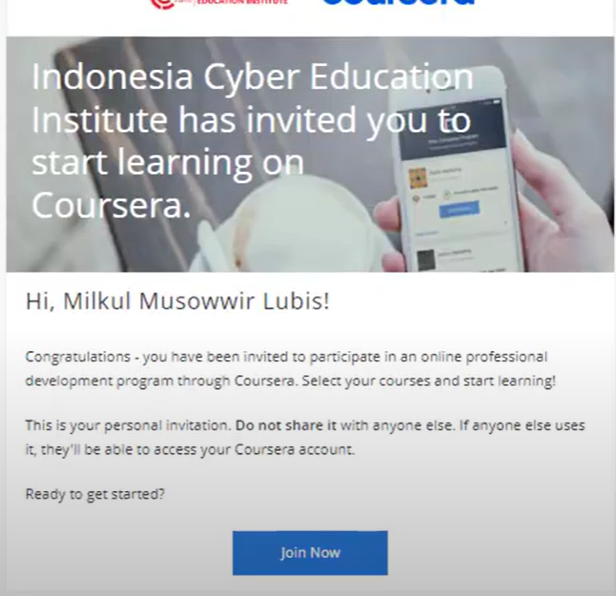 EDUCATION INSTITUTE
coursera
Indonesia Cyber Education
Institute has invited you to
start learning on
Coursera.
Hi, Milkul Musowwir Lubis!
Congratulations - you have been invited to participate in an online professional
development program through Coursera. Select your courses and start learning!
This is your personal invitation. Do not share it with anyone else. If anyone else uses
it, they'll be able to access your Coursera account.
Ready to get started?
Join Now